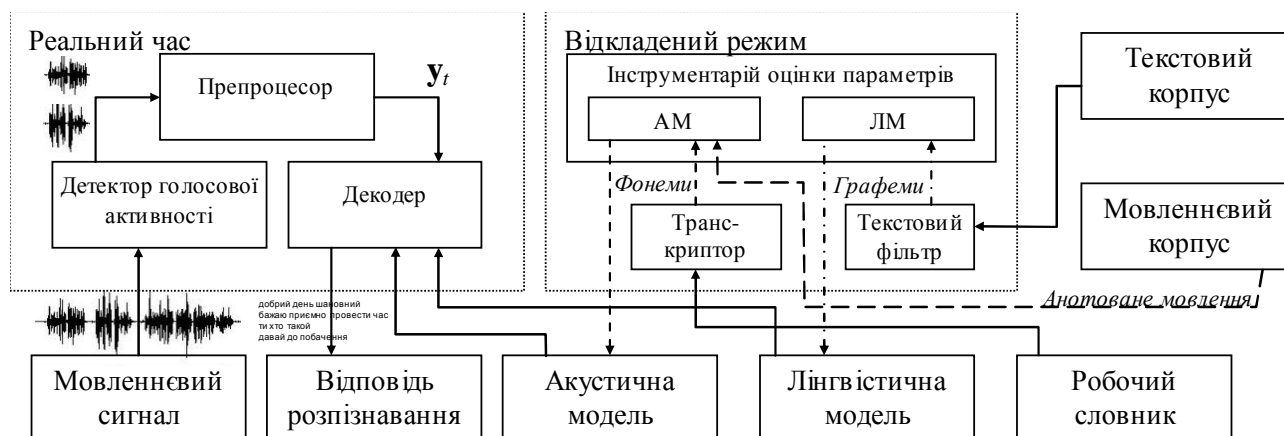 Реальний час
Препроцесор
yt
Детектор голосової
активності
Декодер
Відкладений режим
Інструментарій оцінки параметрів
АМ
ЛМ
Фонеми
Графеми
Транс-
криптор
Текстовий
фільтр
Текстовий
корпус
Мовленнєвий
корпус
Анотоване мовлення
добрий день шановний
бажаю приємно провести час
ти хто такой
давай до побачення
Мовленнєвий
сигнал
Відповідь
розпізнавання
Акустична
модель
Лінгвістична
модель
Робочий
словник